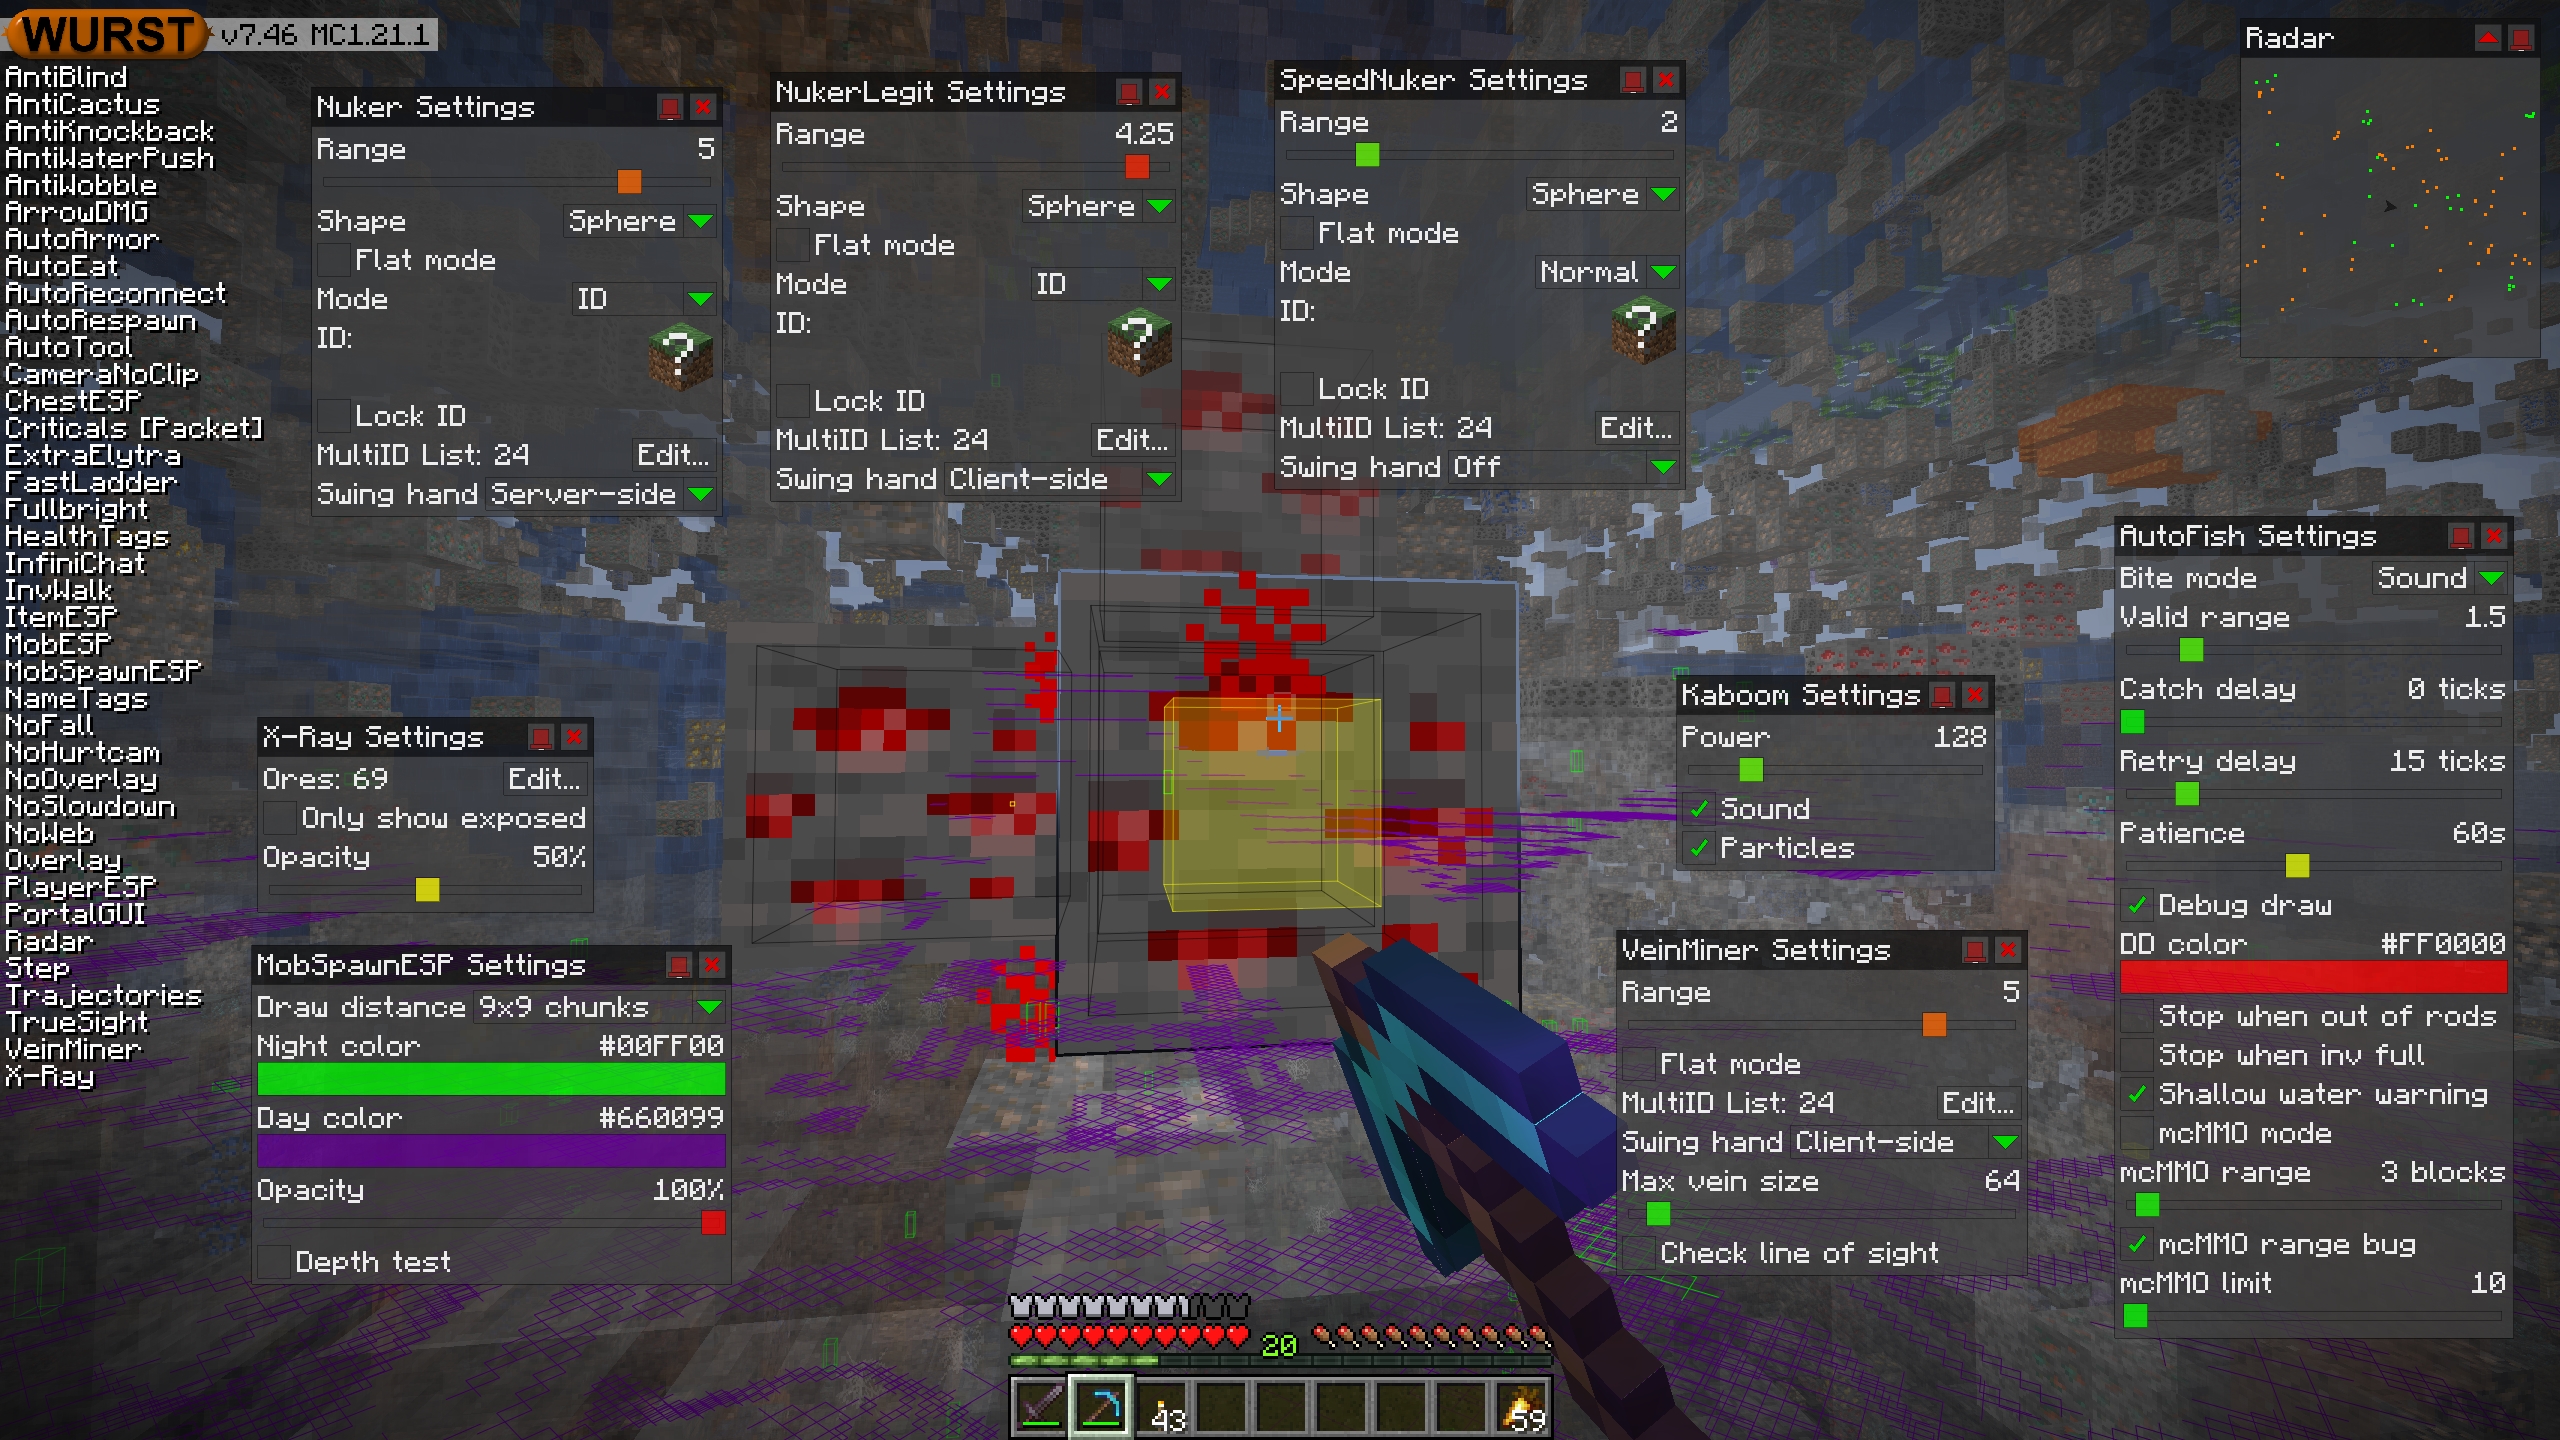 WURST v7.46 MC1.21.1
AntiBlind
AntiCactus
AntiKnockback
AntiWaterPush
AntiWobble
ArrowDMG
AutoArmor
AutoEat
AutoReconnect
AutoRespawn
AutoTool
CameraNoClip
ChestESP
Criticals [Packet]
ExtraElytra
FastLadder
Fullbright
HealthTags
InfiniChat
InvWalk
ItemESP
MobESP
MobSpawnESP
NameTags
NoFall
NoHurtcam
NoOverlay
NoSlowdown
NoWeb
Overlay
PlayerESP
PortalGUI
Radar
Step
Trajectories
TrueSight
VeinMiner
X-Ray
Nuker Settings
Range 5
Shape Sphere
Flat mode
Mode ID
ID:
?
Lock ID
MultiID List: 24 Edit...
Swing hand Server-side
NukerLegit Settings
Range 4.25
Shape Sphere
Flat mode
Mode ID
ID:
?
Lock ID
MultiID List: 24 Edit...
Swing hand Client-side
SpeedNuker Settings
Range 2
Shape Sphere
Flat mode
Mode Normal
ID:
?
Lock ID
MultiID List: 24 Edit...
Swing hand Off
Radar
X-Ray Settings
Ores: 69 Edit...
Only show exposed
Opacity 50%
MobSpawnESP Settings
Draw distance 9x9 chunks
Night color #00FF00
Day color #660099
Opacity 100%
Depth test
Kaboom Settings
Power 128
Sound
Particles
VeinMiner Settings
Range 5
Flat mode
MultiID List: 24 Edit...
Swing hand Client-side
Max vein size 64
Check line of sight
AutoFish Settings
Bite mode Sound
Valid range 1.5
Catch delay 0 ticks
Retry delay 15 ticks
Patience 60s
Debug draw
DD color #FF0000
Stop when out of rods
Stop when inv full
Shallow water warning
mcMMO mode
mcMMO range 3 blocks
mcMMO range bug
mcMMO limit 10
20
43
59